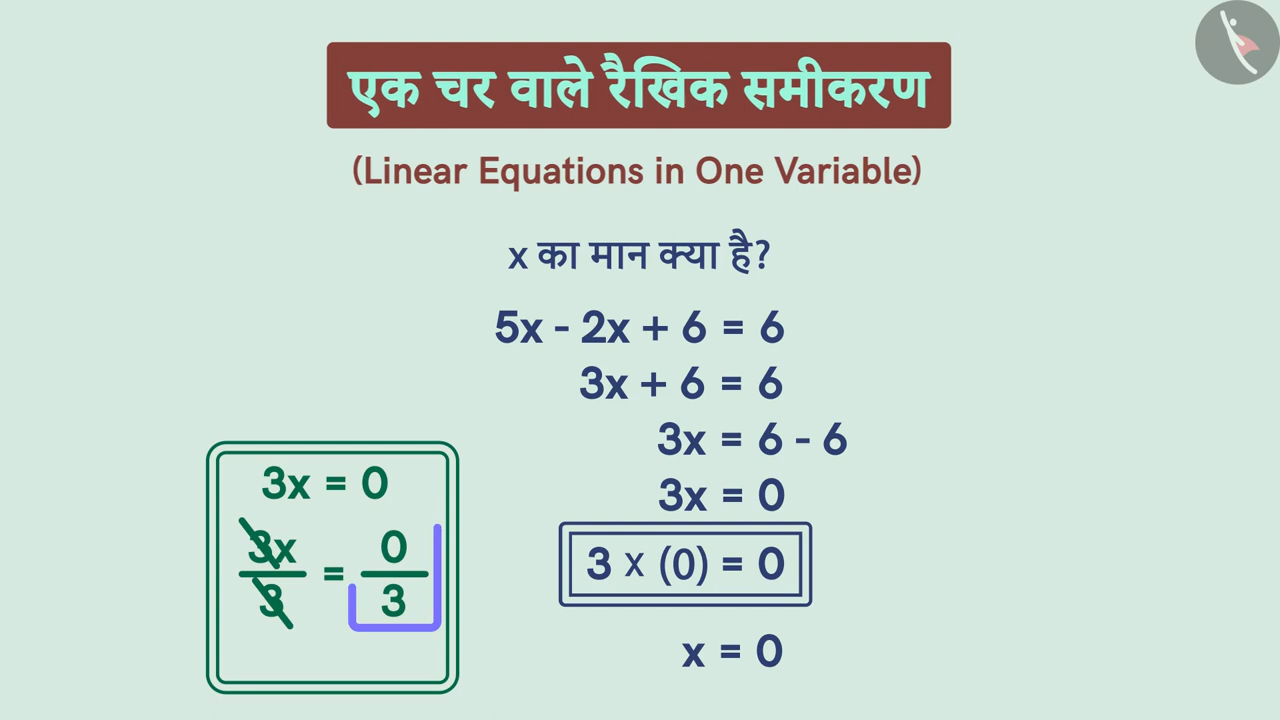 एक चर वाले रैखिक समीकरण
(Linear Equations in One Variable)
x का मान क्या है?
5x - 2x + 6 = 6
3x + 6 = 6
3x = 6 - 6
3x = 0
3 x (0) = 0
x = 0
3x = 0
3x/3 = 0/3